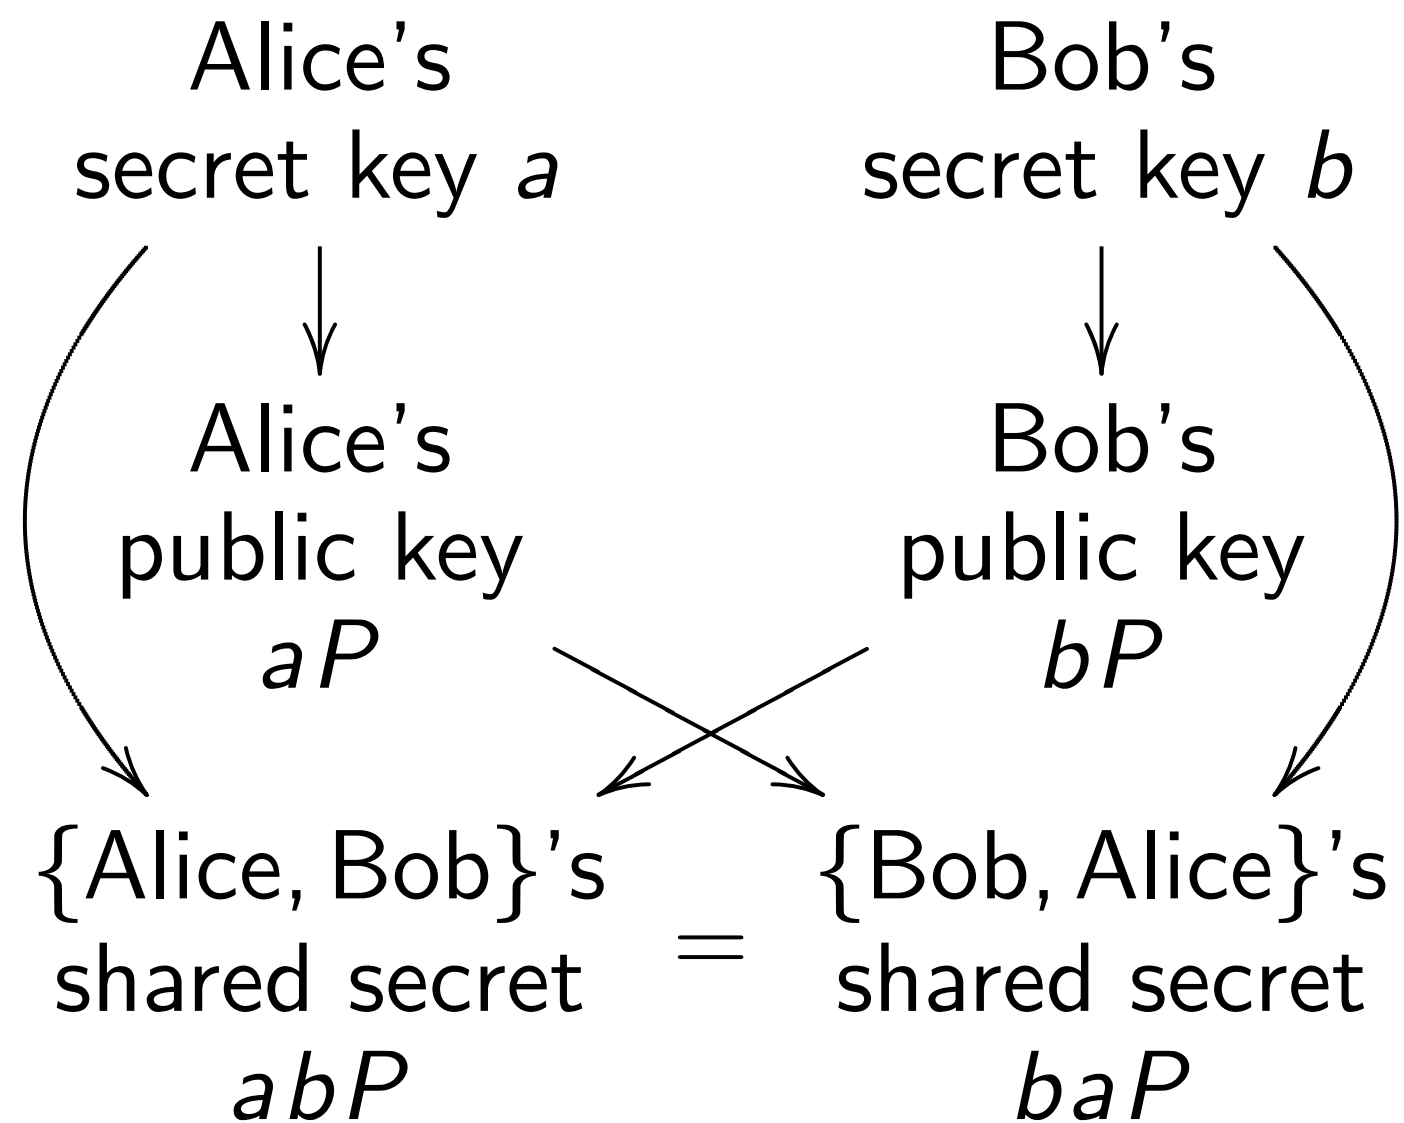 Alice's
secret key a
Bob's
secret key b
Alice's
public key
aP
Bob's
public key
bP
{Alice, Bob}'s
shared secret
abP
=
{Bob, Alice}'s
shared secret
baP